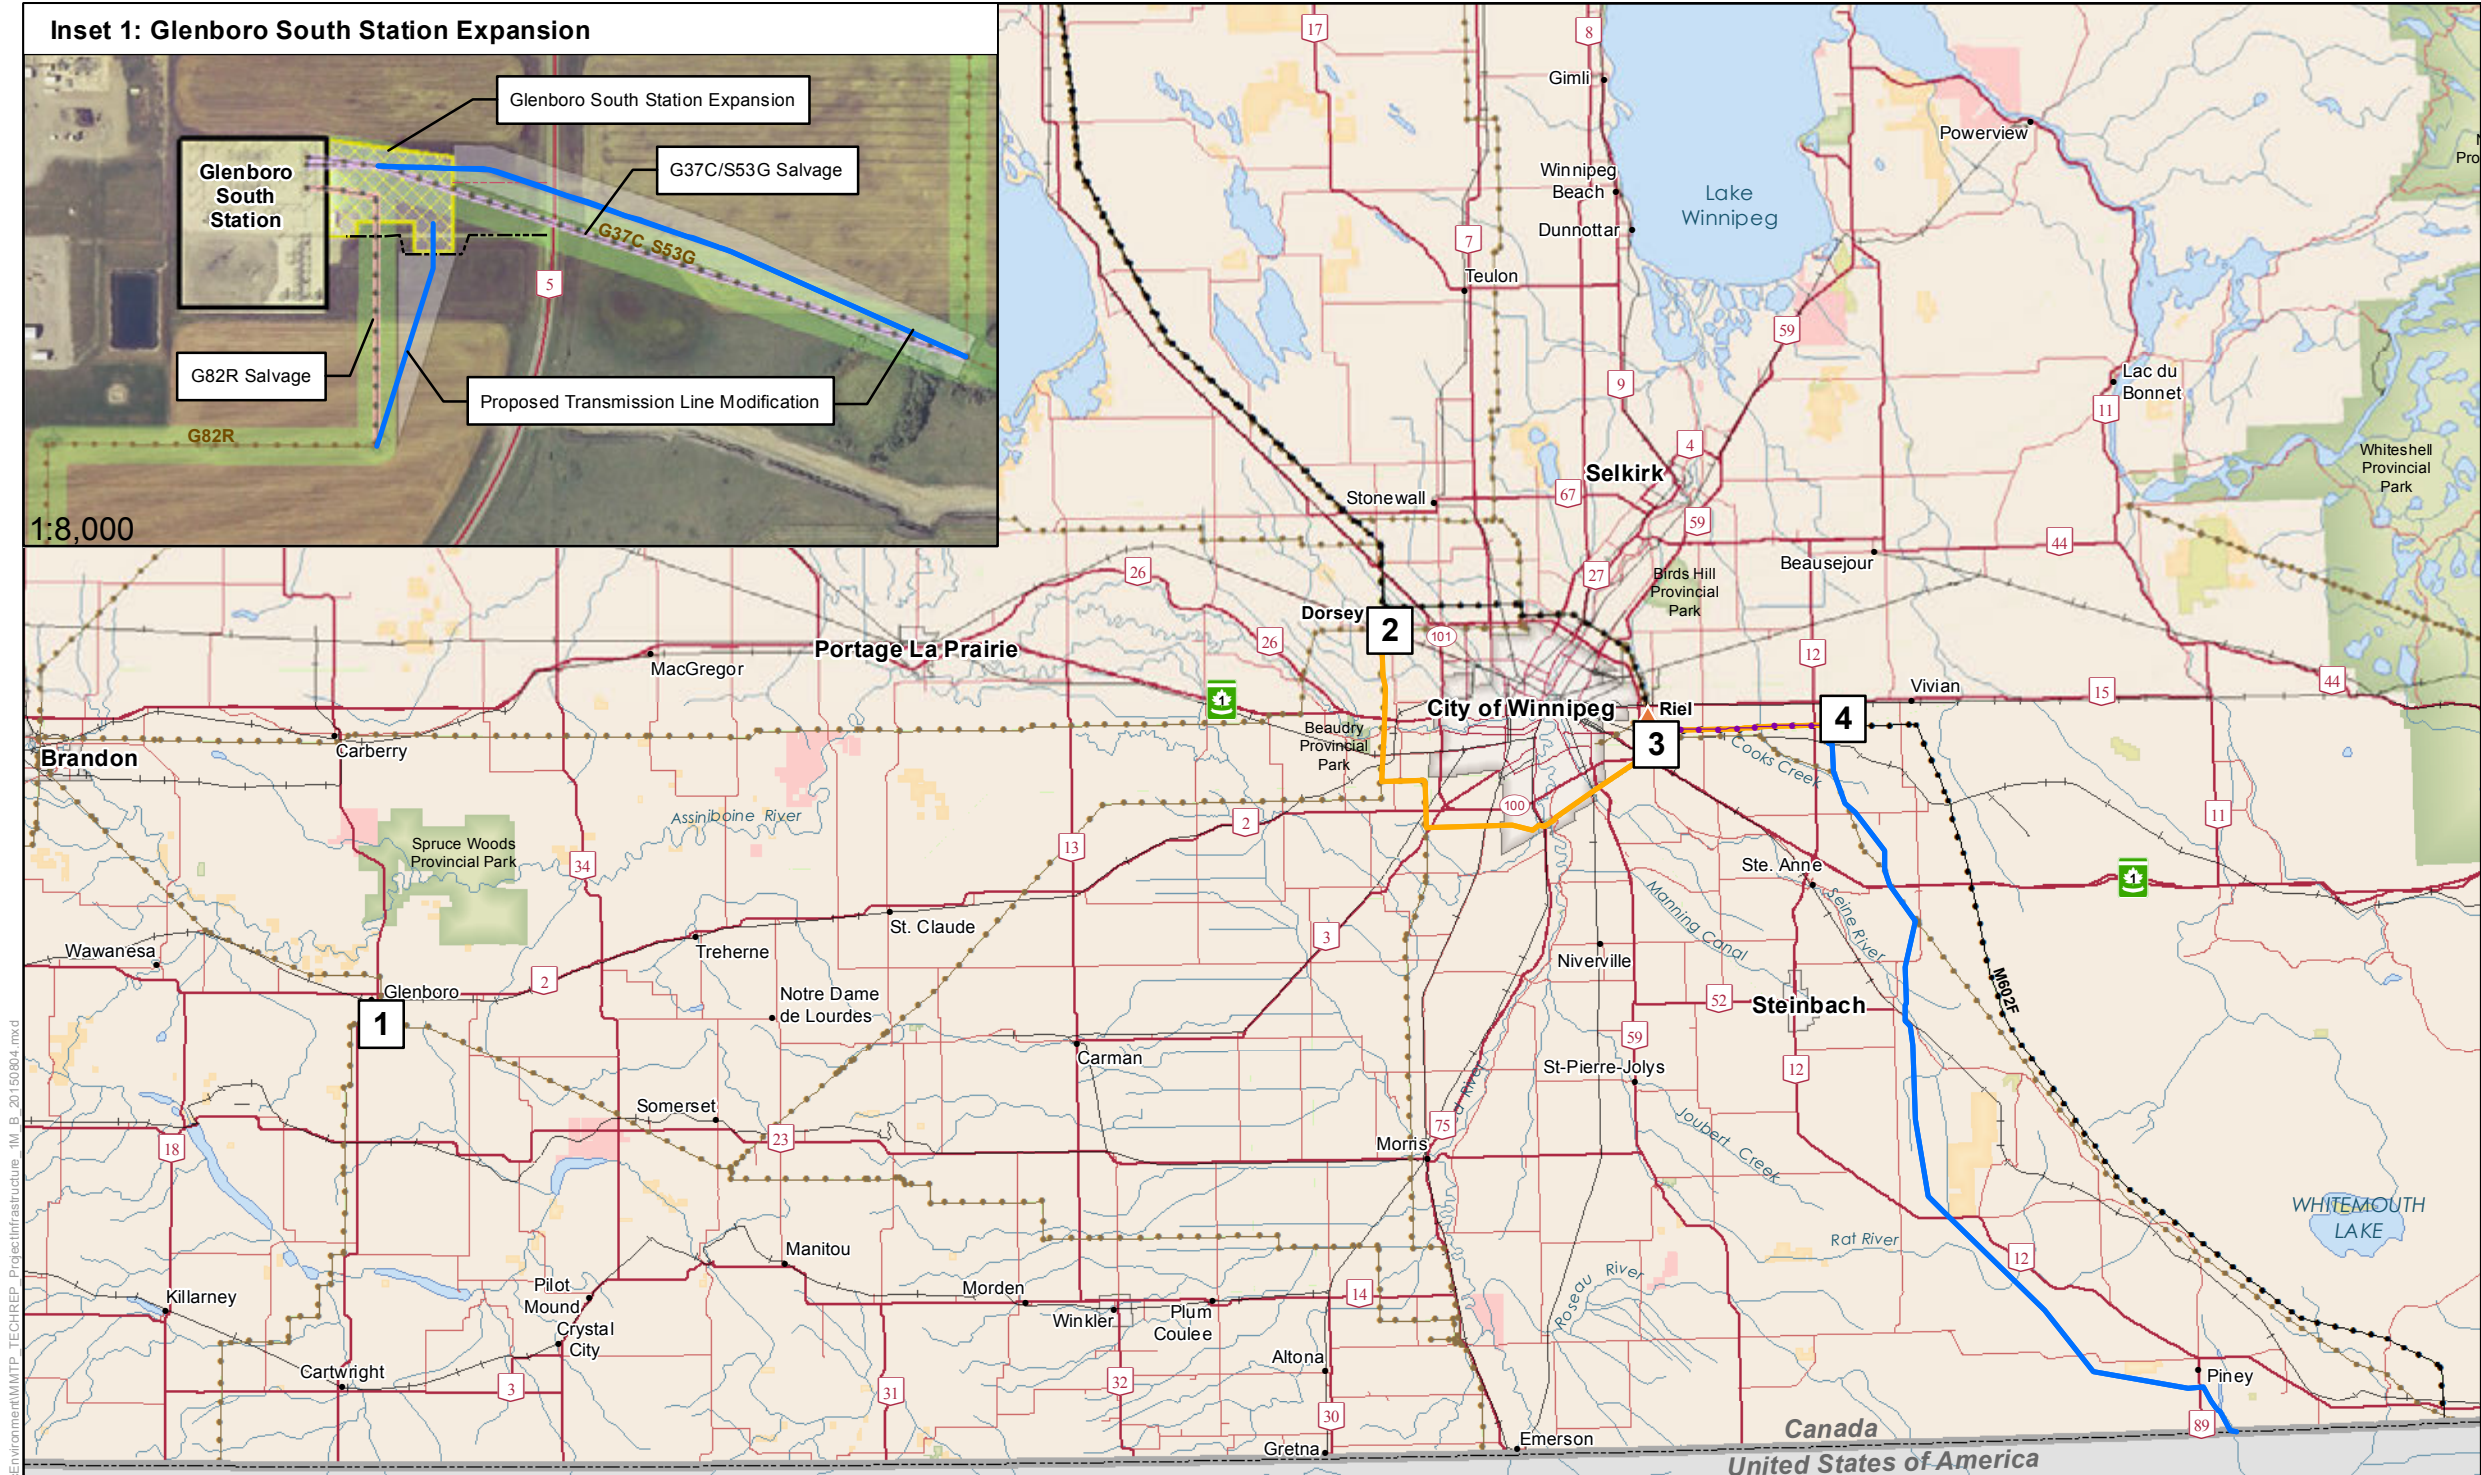 Inset 1: Glenboro South Station Expansion
Glenboro South Station Expansion
G37C/S53G Salvage
Glenboro
South
Station
G37C S53G
5
G82R Salvage
Proposed Transmission Line Modification
G82R
1:8,000
17
8
Gimli
Powerview
Winnipeg
Beach
Lake
Winnipeg
Dunnottar
7
Teulon
59
9
Lac du
Bonnet
11
4
Whiteshell
Provincial
Park
Selkirk
67
Stonewall
59
44
Beausejour
26
27
Birds Hill
Provincial
Park
Dorsey
2
101
26
12
Portage La Prairie
MacGregor
1
44
15
Vivian
City of Winnipeg
Riel
4
3
Beaudry
Provincial
Park
Cooks Creek
Carberry
Brandon
100
11
Assiniboine River
2
13
Spruce Woods
Provincial Park
34
Ste. Anne
1
Manning Canal
Seine River
St. Claude
3
Wawanesa
Treherne
Niverville
2
Glenboro
1
Notre Dame
de Lourdes
52
Steinbach
M602F
59
Carman
St-Pierre-Jolys
12
Somerset
23
18
75
Morris
Joubert Creek
WHITEMOUTH
LAKE
Rat River
12
Manitou
Roseau River
Pilot
Mound
Morden
14
Killarney
Winkler
Plum
Coulee
Crystal
City
Altona
Cartwright
3
31
32
30
Piney
89
Gretna
Emerson
Canada
United States of America